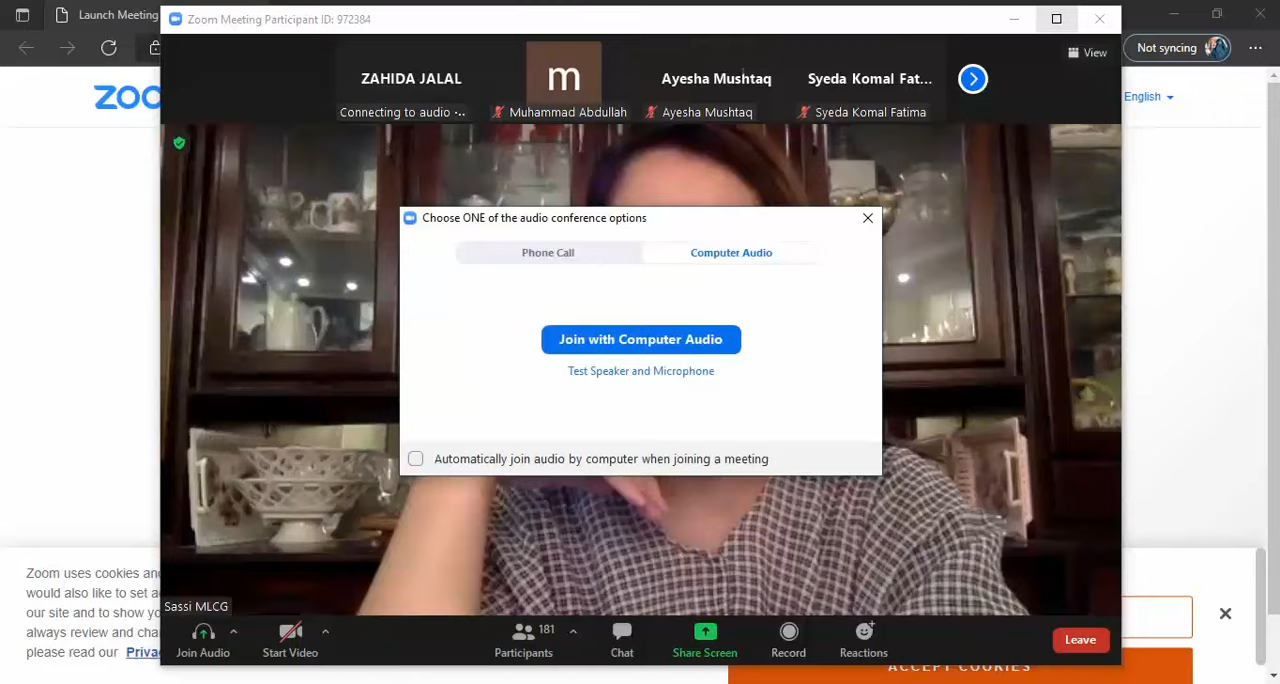 Launch Meeting
Zoom Meeting Participant ID: 972384
Not syncing
ZOO
English
View
ZAHIDA JALAL
m
Ayesha Mushtaq
Syeda Komal Fat...
Connecting to audio ·..
Muhammad Abdullah
Ayesha Mushtaq
Syeda Komal Fatima
Choose ONE of the audio conference options
Phone Call
Computer Audio
Join with Computer Audio
Test Speaker and Microphone
Automatically join audio by computer when joining a meeting
Zoom uses cookies and
would also like to set a
our site and to show yo
always review and cha
please read our Priva
Sassi MLCG
Join Audio
Start Video
181
Participants
Chat
Share Screen
Record
Reactions
Leave
ACCEPT COOKIES